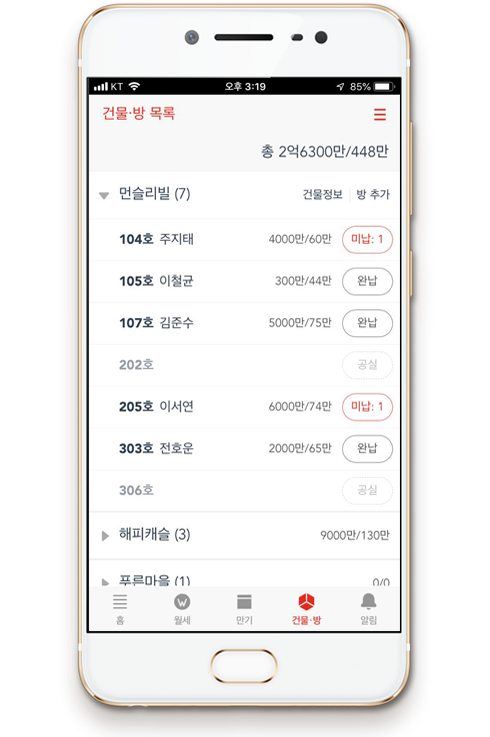 KT 오후 3:19 85%
건물·방 목록
총 2억6300만/448만
먼슬리빌 (7) 건물정보 방 추가
104호 주지태 4000만/60만 미납: 1
105호 이철균 300만/44만 완납
107호 김준수 5000만/75만 완납
202호 공실
205호 이서연 6000만/74만 미납: 1
303호 전호운 2000만/65만 완납
306호 공실
해피캐슬 (3) 9000만/130만
푸른마을 (1) 0/0
홈 월세 만기 건물·방 알림